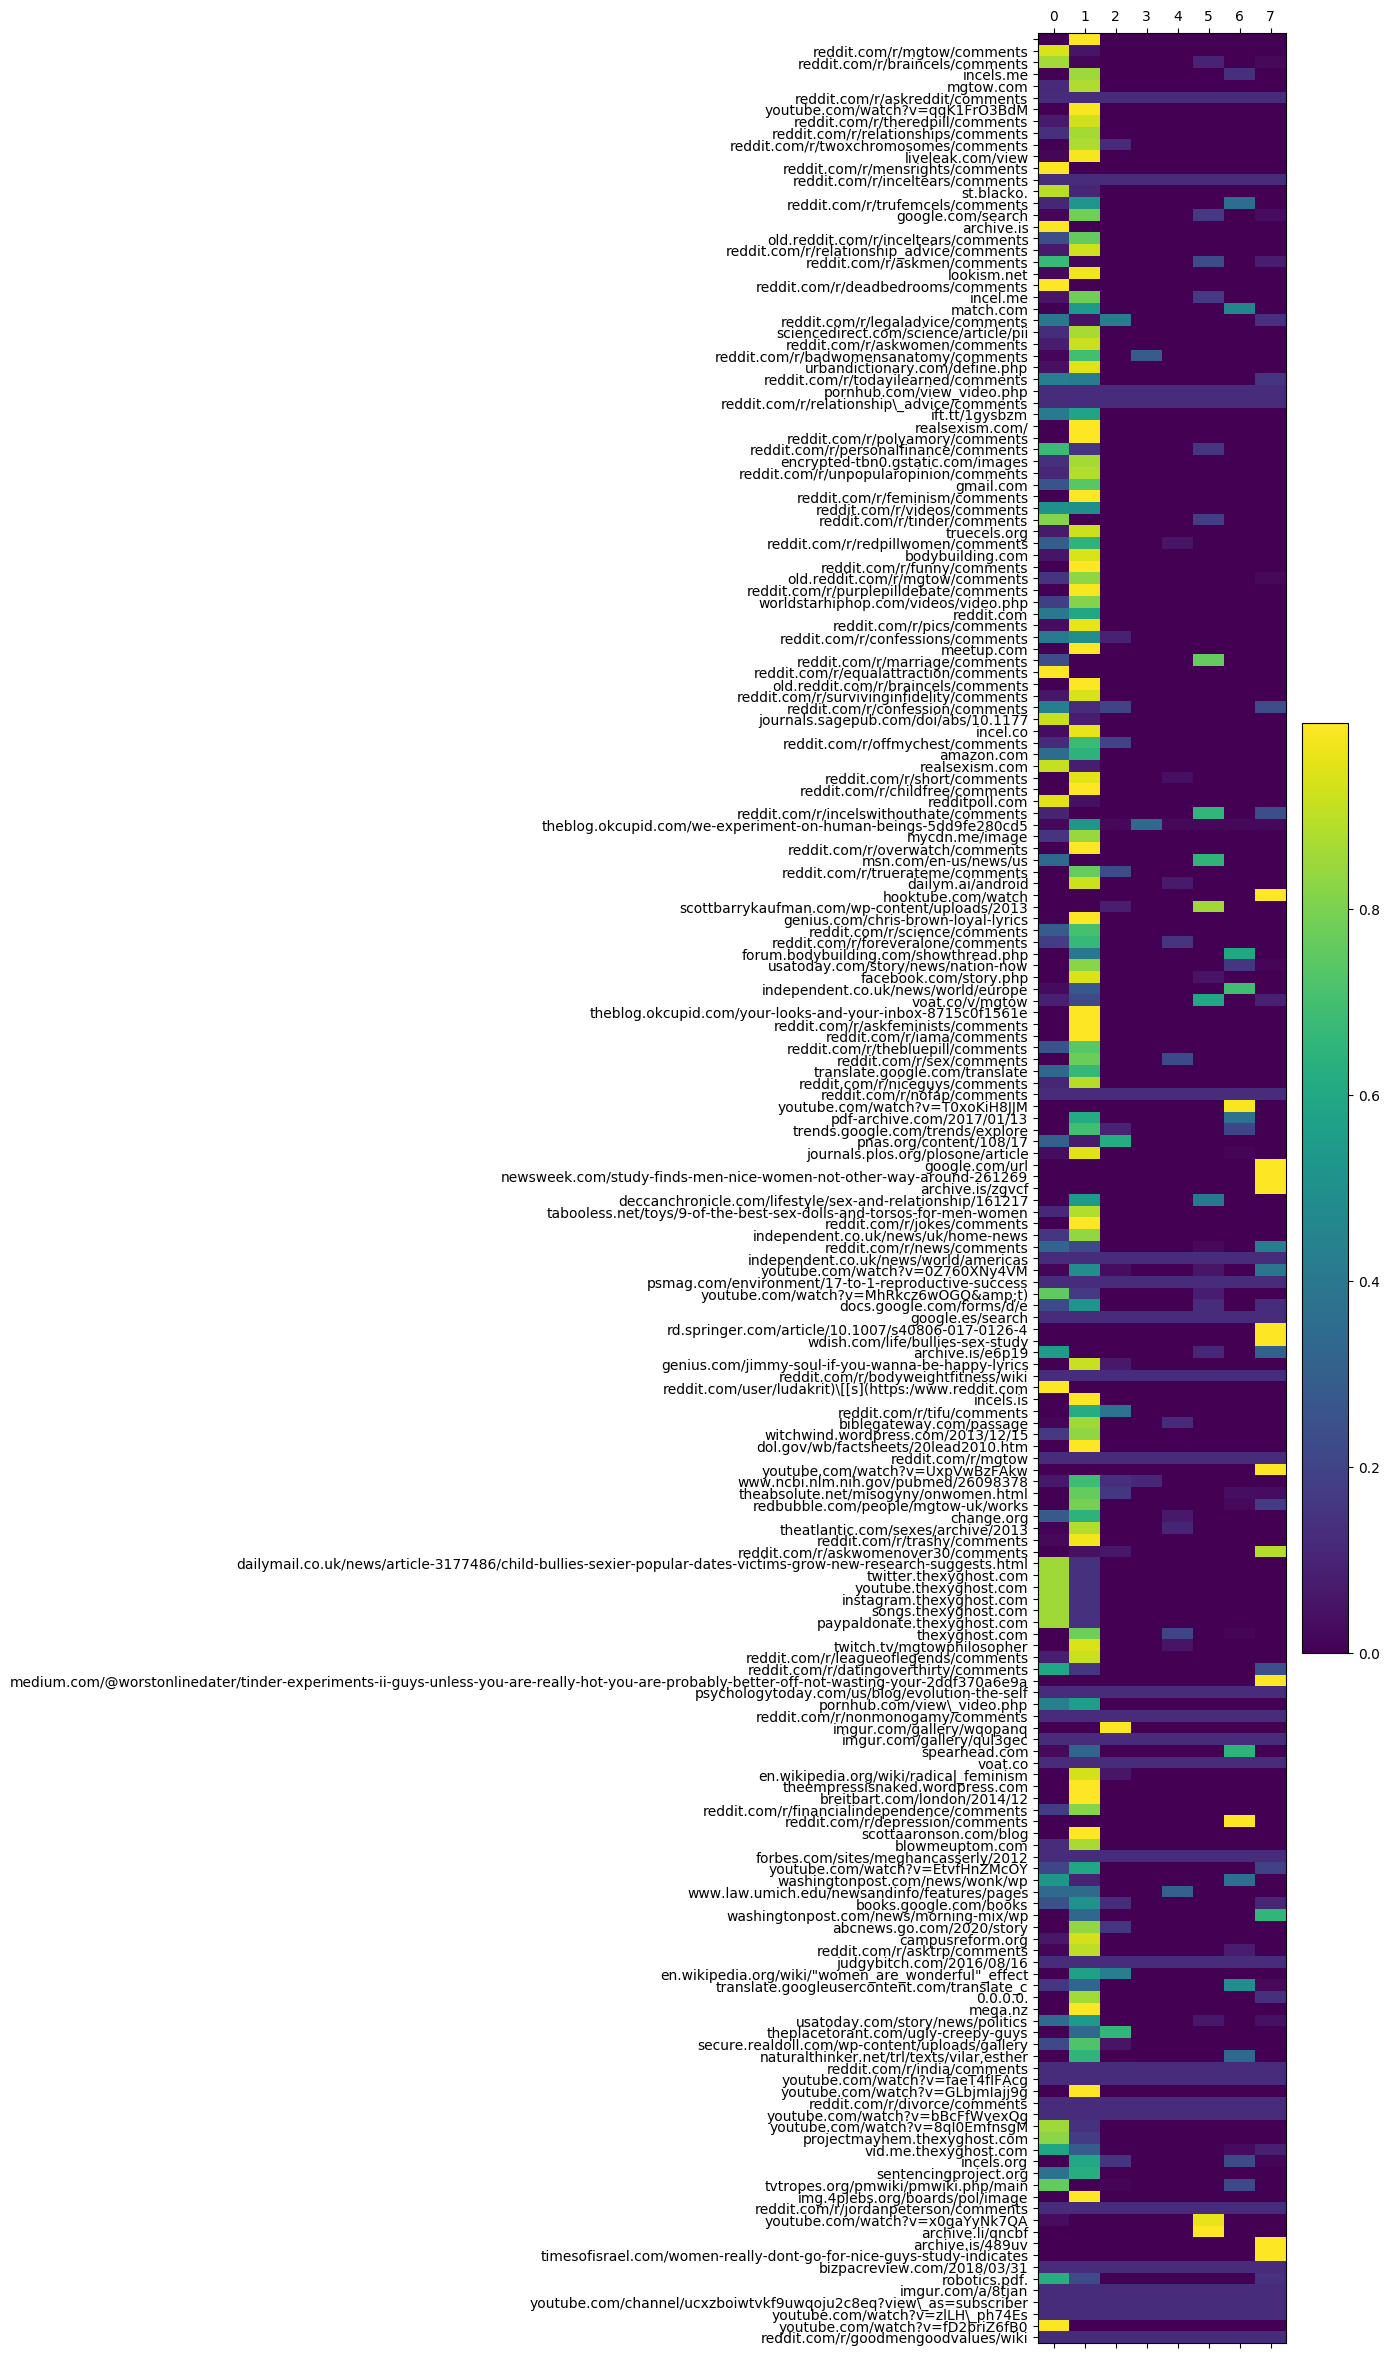 0 1 2 3 4 5 6 7
reddit.com/r/mgtow/comments
reddit.com/r/braincels/comments
incels.me
mgtow.com
reddit.com/r/askreddit/comments
youtube.com/watch?v=qgK1FrO3BdM
reddit.com/r/theredpill/comments
reddit.com/r/relationships/comments
reddit.com/r/twoxchromosomes/comments
liveleak.com/view
reddit.com/r/mensrights/comments
reddit.com/r/inceltears/comments
st.blacko.
reddit.com/r/trufemcels/comments
google.com/search
archive.is
old.reddit.com/r/inceltears/comments
reddit.com/r/relationship_advice/comments
reddit.com/r/askmen/comments
lookism.net
reddit.com/r/deadbedrooms/comments
incel.me
match.com
reddit.com/r/legaladvice/comments
sciencedirect.com/science/article/pii
reddit.com/r/askwomen/comments
reddit.com/r/badwomensanatomy/comments
urbandictionary.com/define.php
reddit.com/r/todayilearned/comments
pornhub.com/view_video.php
reddit.com/r/relationship\_advice/comments
ift.tt/1gysbzm
realsexism.com/
reddit.com/r/polyamory/comments
reddit.com/r/personalfinance/comments
encrypted-tbn0.gstatic.com/images
reddit.com/r/unpopularopinion/comments
gmail.com
reddit.com/r/feminism/comments
reddit.com/r/videos/comments
reddit.com/r/tinder/comments
truecels.org
reddit.com/r/redpillwomen/comments
bodybuilding.com
reddit.com/r/funny/comments
old.reddit.com/r/mgtow/comments
reddit.com/r/purplepilldebate/comments
worldstarhiphop.com/videos/video.php
reddit.com
reddit.com/r/pics/comments
reddit.com/r/confessions/comments
meetup.com
reddit.com/r/marriage/comments
reddit.com/r/equalattraction/comments
old.reddit.com/r/braincels/comments
reddit.com/r/survivinginfidelity/comments
reddit.com/r/confession/comments
journals.sagepub.com/doi/abs/10.1177
incel.co
reddit.com/r/offmychest/comments
amazon.com
realsexism.com
reddit.com/r/short/comments
reddit.com/r/childfree/comments
redditpoll.com
reddit.com/r/incelswithouthate/comments
theblog.okcupid.com/we-experiment-on-human-beings-5dd9fe280cd5
mycdn.me/image
reddit.com/r/overwatch/comments
msn.com/en-us/news/us
reddit.com/r/truerateme/comments
dailym.ai/android
hooktube.com/watch
scottbarrykaufman.com/wp-content/uploads/2013
genius.com/chris-brown-loyal-lyrics
reddit.com/r/science/comments
reddit.com/r/foreveralone/comments
forum.bodybuilding.com/showthread.php
usatoday.com/story/news/nation-now
facebook.com/story.php
independent.co.uk/news/world/europe
voat.co/v/mgtow
theblog.okcupid.com/your-looks-and-your-inbox-8715c0f1561e
reddit.com/r/askfeminists/comments
reddit.com/r/iama/comments
reddit.com/r/thebluepill/comments
reddit.com/r/sex/comments
translate.google.com/translate
reddit.com/r/niceguys/comments
reddit.com/r/nofap/comments
youtube.com/watch?v=T0xoKiH8JJM
pdf-archive.com/2017/01/13
trends.google.com/trends/explore
pnas.org/content/108/17
journals.plos.org/plosone/article
google.com/url
newsweek.com/study-finds-men-nice-women-not-other-way-around-261269
archive.is/zgvcf
deccanchronicle.com/lifestyle/sex-and-relationship/161217
tabooless.net/toys/9-of-the-best-sex-dolls-and-torsos-for-men-women
reddit.com/r/jokes/comments
independent.co.uk/news/uk/home-news
reddit.com/r/news/comments
independent.co.uk/news/world/americas
youtube.com/watch?v=0Z760XNy4VM
psmag.com/environment/17-to-1-reproductive-success
youtube.com/watch?v=MhRkcz6wOGQ&amp;t)
docs.google.com/forms/d/e
google.es/search
rd.springer.com/article/10.1007/s40806-017-0126-4
wdish.com/life/bullies-sex-study
archive.is/e6p19
genius.com/jimmy-soul-if-you-wanna-be-happy-lyrics
reddit.com/r/bodyweightfitness/wiki
reddit.com/user/ludakrit)\[[s](https:/www.reddit.com
incels.is
reddit.com/r/tifu/comments
biblegateway.com/passage
witchwind.wordpress.com/2013/12/15
dol.gov/wb/factsheets/20lead2010.htm
reddit.com/r/mgtow
youtube.com/watch?v=UxpVwBzFAkw
www.ncbi.nlm.nih.gov/pubmed/26098378
theabsolute.net/misogyny/onwomen.html
redbubble.com/people/mgtow-uk/works
change.org
theatlantic.com/sexes/archive/2013
reddit.com/r/trashy/comments
reddit.com/r/askwomenover30/comments
dailymail.co.uk/news/article-3177486/child-bullies-sexier-popular-dates-victims-grow-new-research-suggests.html
twitter.thexyghost.com
youtube.thexyghost.com
instagram.thexyghost.com
songs.thexyghost.com
paypaldonate.thexyghost.com
thexyghost.com
twitch.tv/mgtowphilosopher
reddit.com/r/leagueoflegends/comments
reddit.com/r/datingoverthirty/comments
medium.com/@worstonlinedater/tinder-experiments-ii-guys-unless-you-are-really-hot-you-are-probably-better-off-not-wasting-your-2ddf370a6e9a
psychologytoday.com/us/blog/evolution-the-self
pornhub.com/view\_video.php
reddit.com/r/nonmonogamy/comments
imgur.com/gallery/wqopanq
imgur.com/gallery/qul3gec
spearhead.com
voat.co
en.wikipedia.org/wiki/radical_feminism
theempressisnaked.wordpress.com
breitbart.com/london/2014/12
reddit.com/r/financialindependence/comments
reddit.com/r/depression/comments
scottaaronson.com/blog
blowmeuptom.com
forbes.com/sites/meghancasserly/2012
youtube.com/watch?v=EtvfHnZMcOY
washingtonpost.com/news/wonk/wp
www.law.umich.edu/newsandinfo/features/pages
books.google.com/books
washingtonpost.com/news/morning-mix/wp
abcnews.go.com/2020/story
campusreform.org
reddit.com/r/asktrp/comments
judgybitch.com/2016/08/16
en.wikipedia.org/wiki/"women_are_wonderful"_effect
translate.googleusercontent.com/translate_c
0.0.0.0.
mega.nz
usatoday.com/story/news/politics
theplacetorant.com/ugly-creepy-guys
secure.realdoll.com/wp-content/uploads/gallery
naturalthinker.net/trl/texts/vilar,esther
reddit.com/r/india/comments
youtube.com/watch?v=faeT4fIFAcg
youtube.com/watch?v=GLbjmIajj9g
reddit.com/r/divorce/comments
youtube.com/watch?v=bBcFfWvexQg
youtube.com/watch?v=8ql0EmfnsgM
projectmayhem.thexyghost.com
vid.me.thexyghost.com
incels.org
sentencingproject.org
tvtropes.org/pmwiki/pmwiki.php/main
img.4plebs.org/boards/pol/image
reddit.com/r/jordanpeterson/comments
youtube.com/watch?v=x0gaYyNk7QA
archive.li/qncbf
archive.is/489uv
timesofisrael.com/women-really-dont-go-for-nice-guys-study-indicates
bizpacreview.com/2018/03/31
robotics.pdf.
imgur.com/a/8tjan
youtube.com/channel/ucxzboiwtvkf9uwqoju2c8eq?view\_as=subscriber
youtube.com/watch?v=zlLH\_ph74Es
youtube.com/watch?v=fD2briZ6fB0
reddit.com/r/goodmengoodvalues/wiki
0.8
0.6
0.4
0.2
0.0